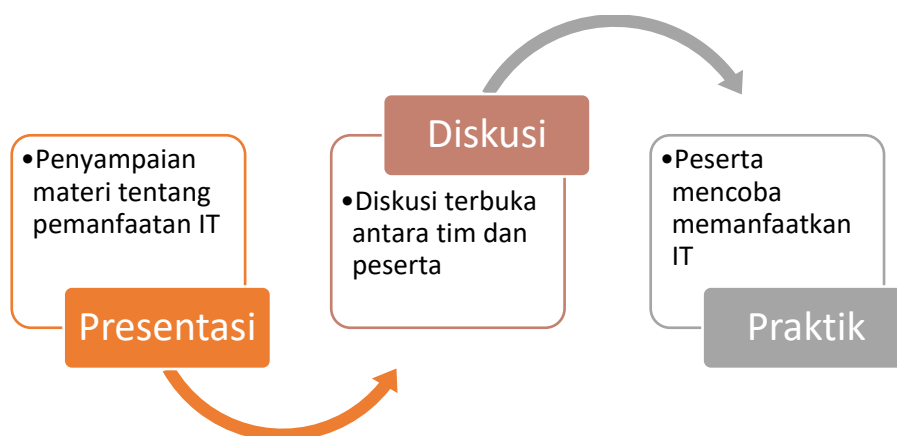 •Penyampaian
materi tentang
pemanfaatan IT
Presentasi
Diskusi
•Diskusi terbuka
antara tim dan
peserta
•Peserta
mencoba
memanfaatkan
IT
Praktik